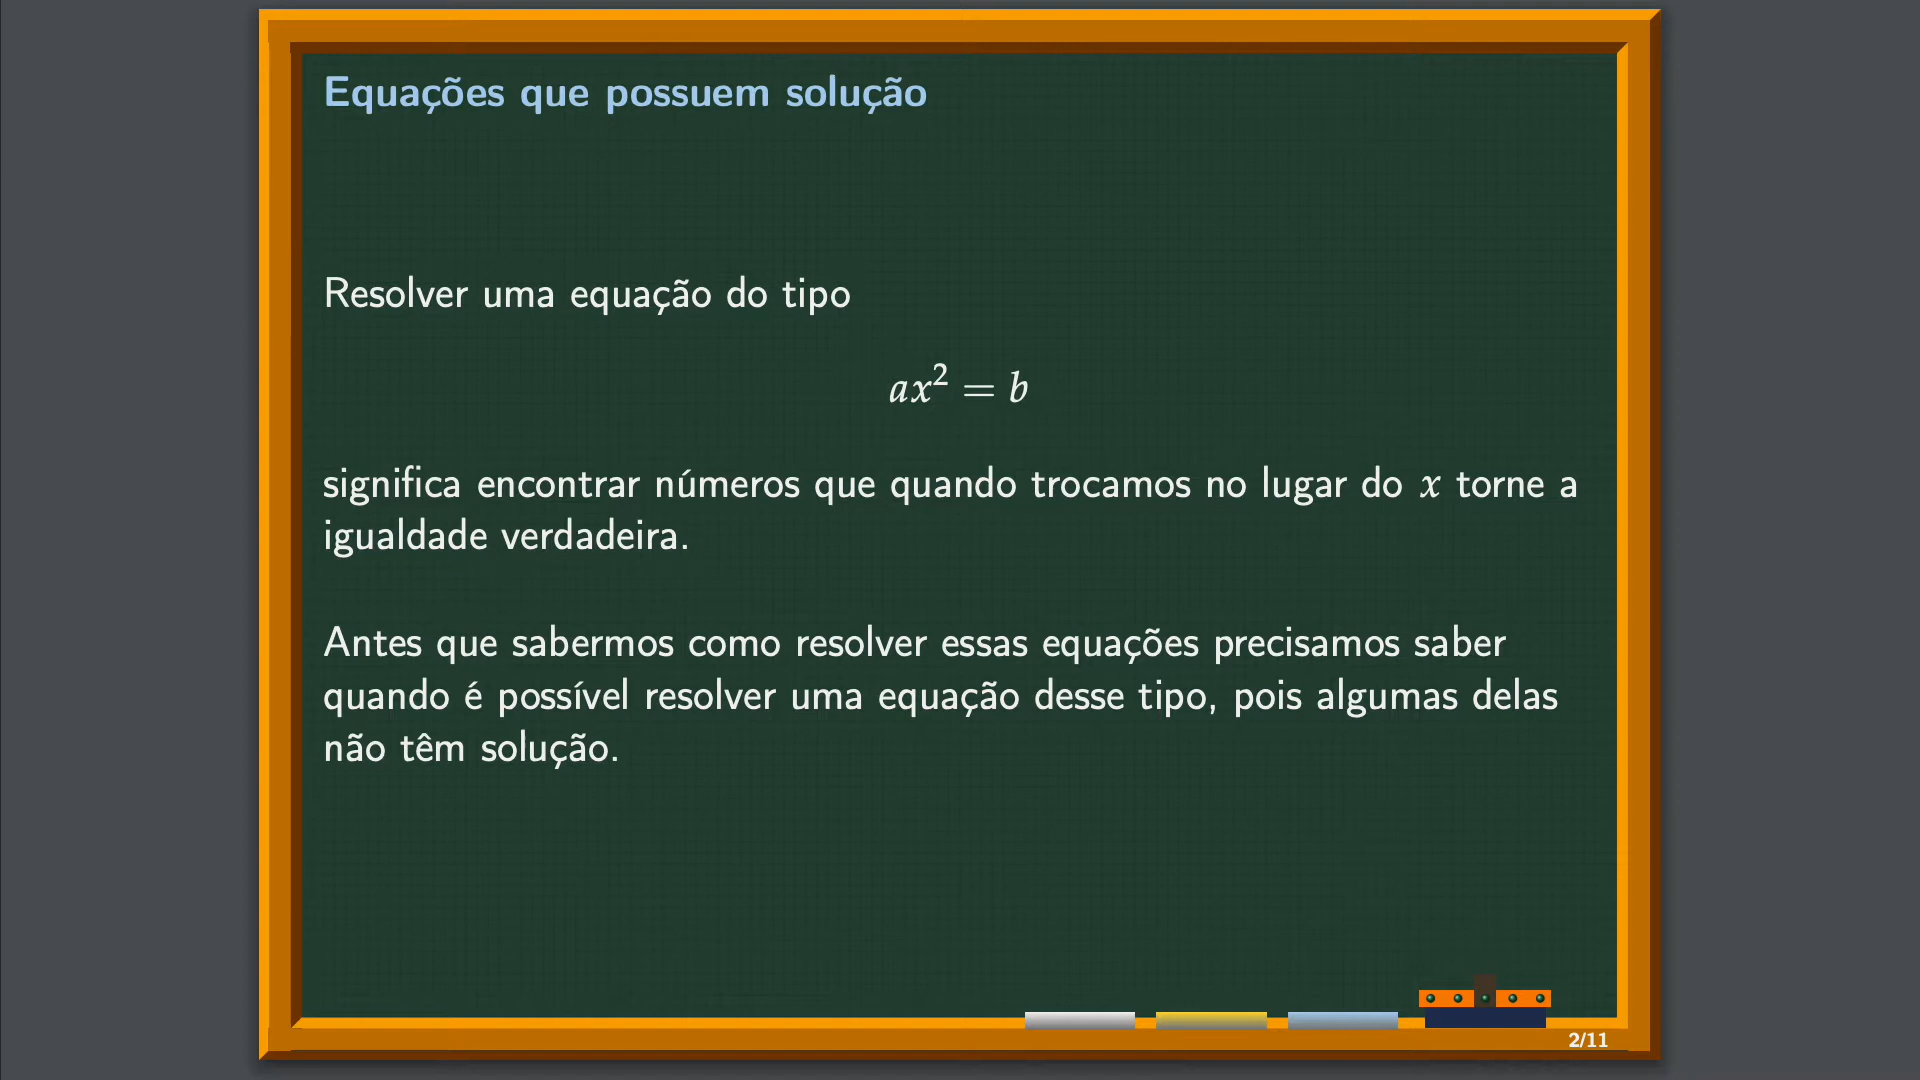 Equações que possuem solução
Resolver uma equação do tipo
ax² = b
significa encontrar números que quando trocamos no lugar do x torne a
igualdade verdadeira.
Antes que sabermos como resolver essas equações precisamos saber
quando é possível resolver uma equação desse tipo, pois algumas delas
não têm solução.
2/11